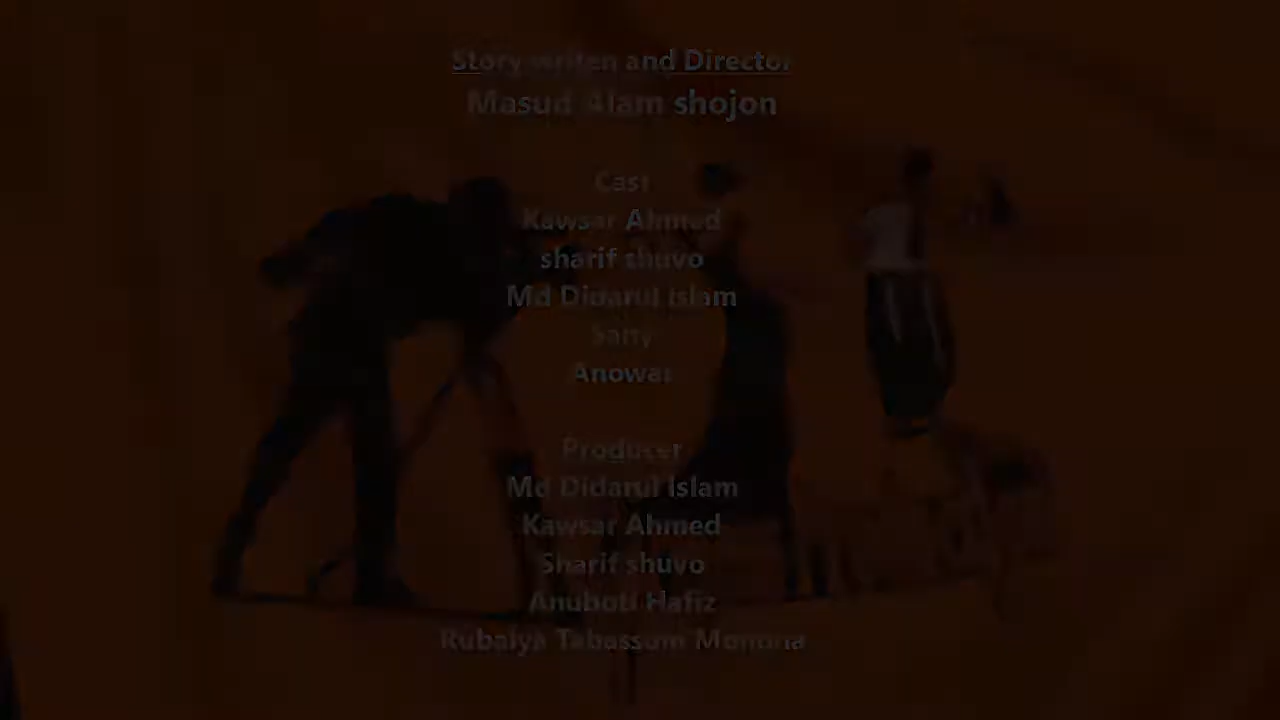 Story writen and Director
Masud Alam shojon
Cast
Kawsar Ahmed
sharif shuvo
Md Didarul islam
Sany
Anowar
Producer
Md Didarul islam
Kawsar Ahmed
Sharif shuvo
Anuboti Hafiz
Rubaiya Tabassum